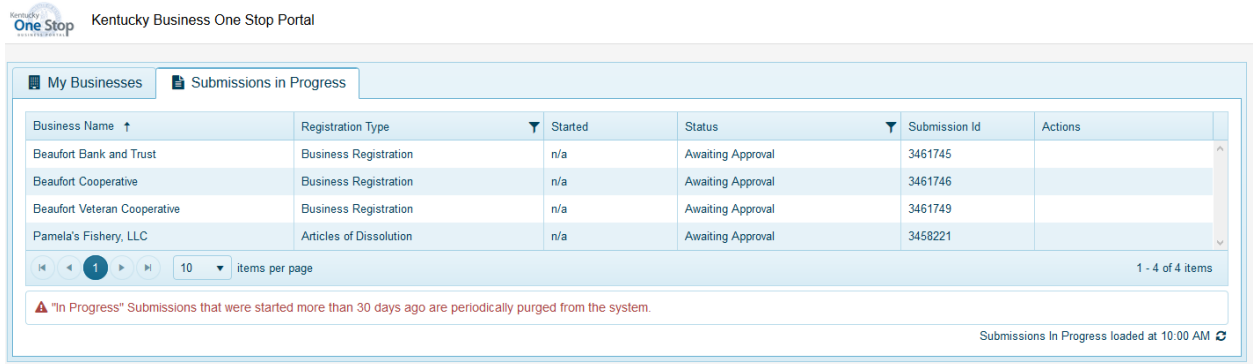 Kentucky
One Stop
BUSINESS PORTAL
Kentucky Business One Stop Portal
My Businesses
Submissions in Progress
Business Name ↑ Registration Type Started Status Submission Id Actions
Beaufort Bank and Trust Business Registration n/a Awaiting Approval 3461745
Beaufort Cooperative Business Registration n/a Awaiting Approval 3461746
Beaufort Veteran Cooperative Business Registration n/a Awaiting Approval 3461749
Pamela's Fishery, LLC Articles of Dissolution n/a Awaiting Approval 3458221
1 10 items per page 1 - 4 of 4 items
"In Progress" Submissions that were started more than 30 days ago are periodically purged from the system.
Submissions In Progress loaded at 10:00 AM